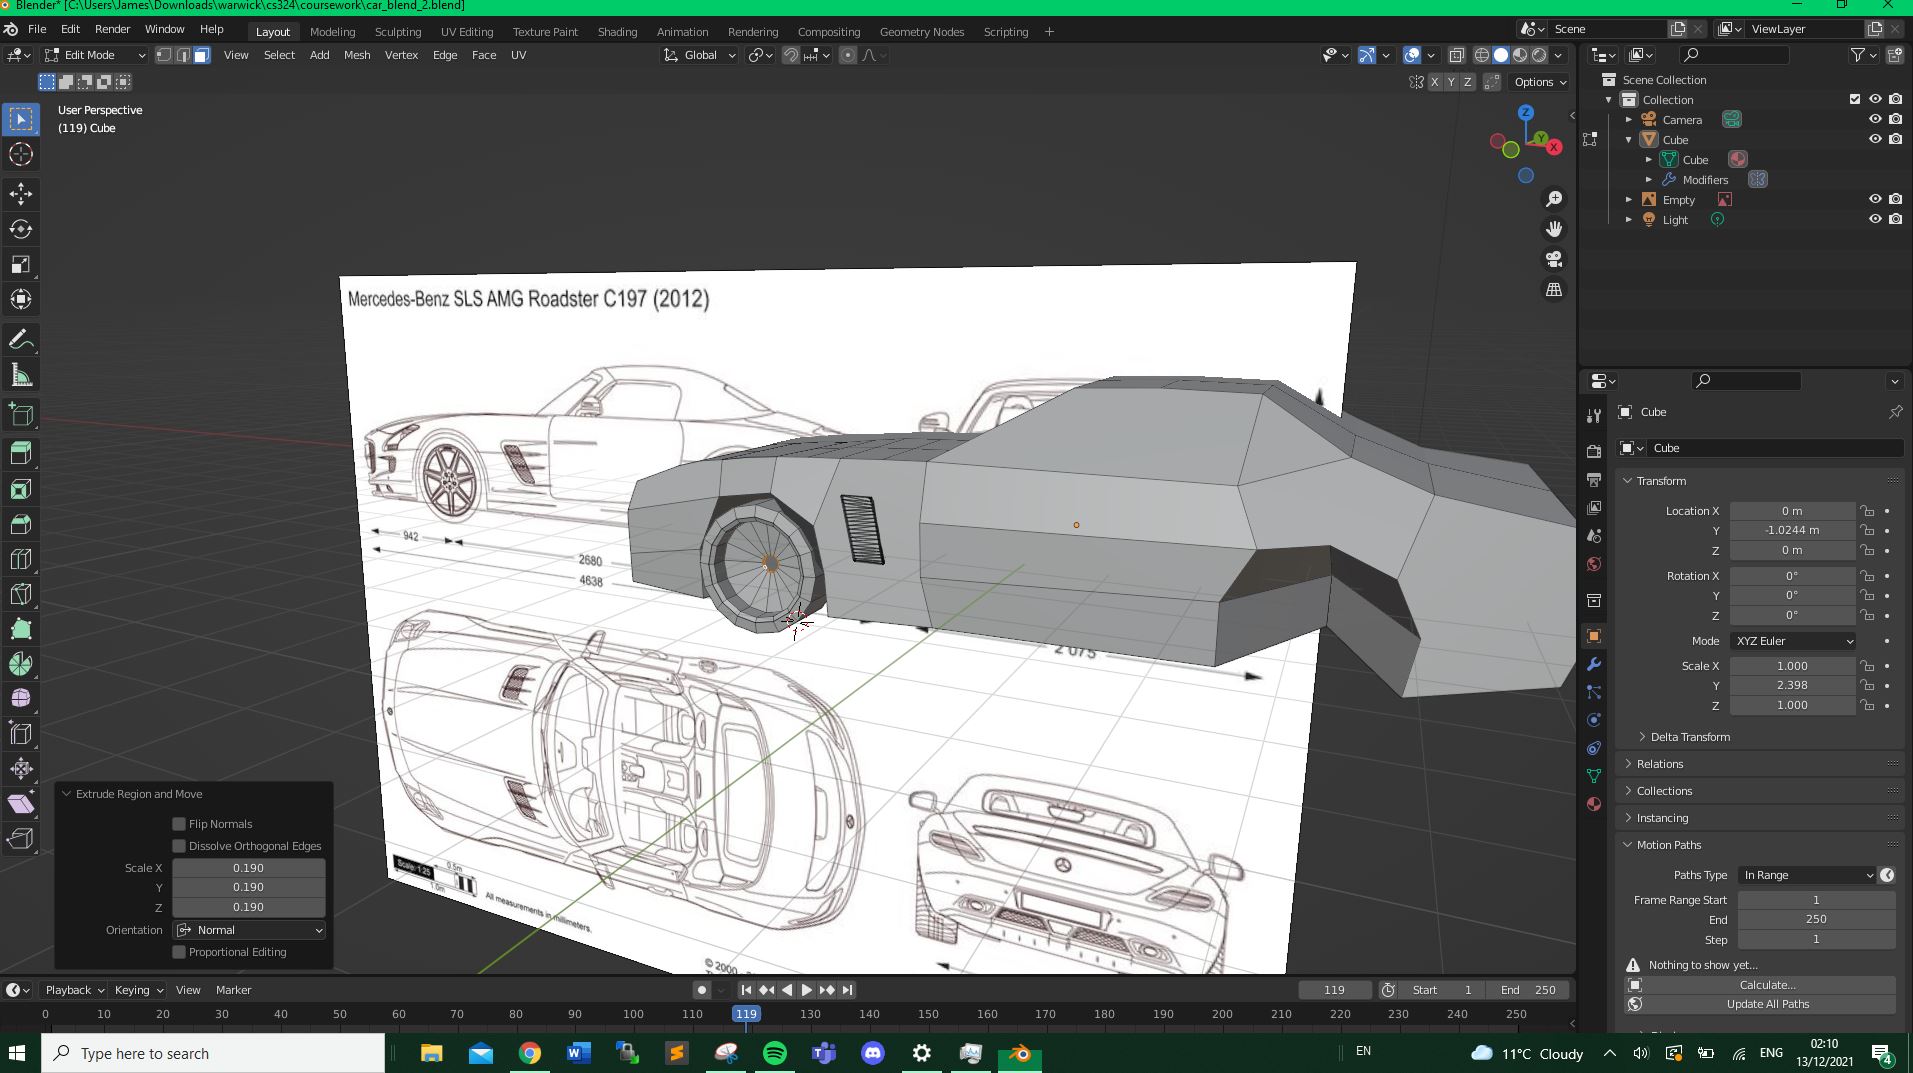 Blender* [C:\Users\James\Downloads\warwick\cs324\coursework\car_blend_2.blend]
File Edit Render Window Help Layout Modeling Sculpting UV Editing Texture Paint Shading Animation Rendering Compositing Geometry Nodes Scripting + Scene ViewLayer
Edit Mode View Select Add Mesh Vertex Edge Face UV Global
X Y Z Options
User Perspective
(119) Cube
Z
Y
X
Scene Collection
Collection
Camera
Cube
Cube
Modifiers
Empty
Light
Mercedes-Benz SLS AMG Roadster C197 (2012)
942
2680
4638
2 075
Scale: 1:25
0.5m
1.0m
All measurements in millimeters.
© 2000
Extrude Region and Move
Flip Normals
Dissolve Orthogonal Edges
Scale X 0.190
Y 0.190
Z 0.190
Orientation Normal
Proportional Editing
Cube
Cube
Transform
Location X 0 m
Y -1.0244 m
Z 0 m
Rotation X 0°
Y 0°
Z 0°
Mode XYZ Euler
Scale X 1.000
Y 2.398
Z 1.000
Delta Transform
Relations
Collections
Instancing
Motion Paths
Paths Type In Range
Frame Range Start 1
End 250
Step 1
Nothing to show yet...
Calculate...
Update All Paths
Playback Keying View Marker 119 Start 1 End 250
0 10 20 30 40 50 60 70 80 90 100 110 119 130 140 150 160 170 180 190 200 210 220 230 240 250
Type here to search
EN
11°C Cloudy
ENG
02:10
13/12/2021
4